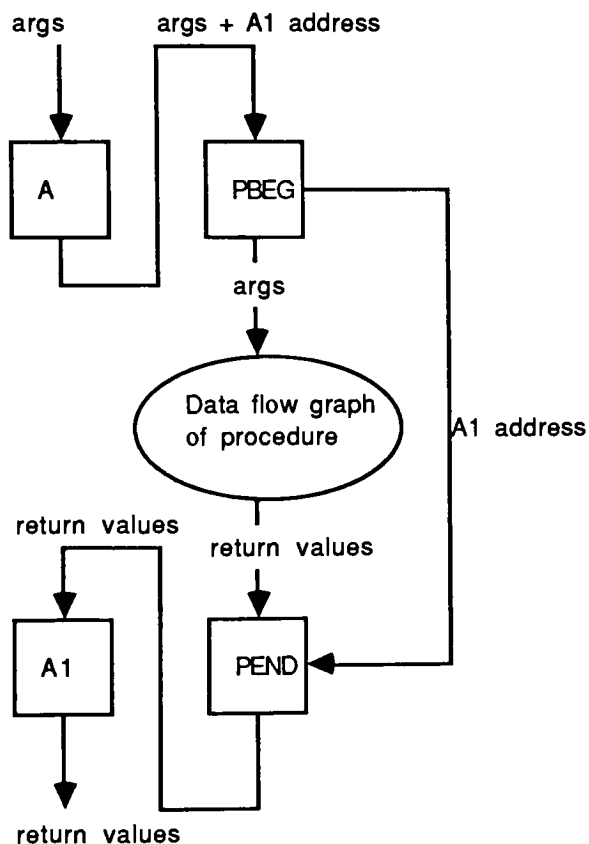 args
args + A1 address
A
PBEG
args
Data flow graph
of procedure
A1 address
return values
return values
A1
PEND
return values